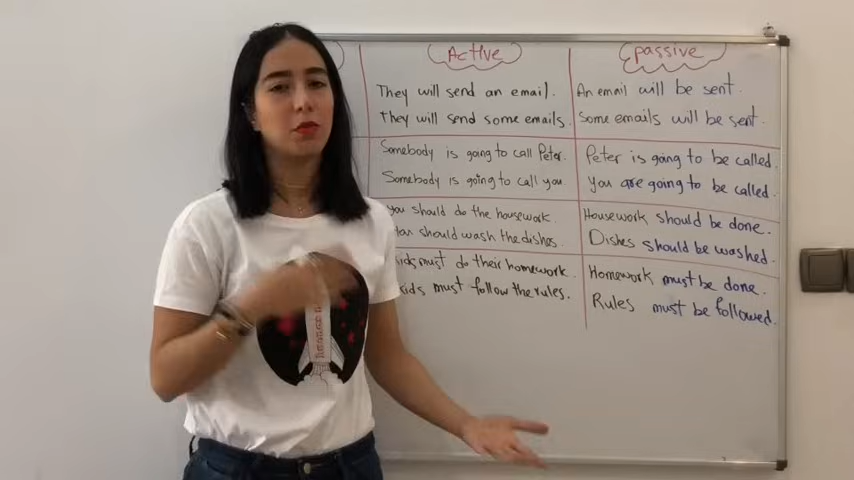 Active
Passive
They will send an email.
An email will be sent.
They will send some emails.
Some emails will be sent.
Somebody is going to call Peter.
Peter is going to be called.
Somebody is going to call you
You are going to be called.
you should do the housework.
Housework should be done.
should wash the dishes.
Dishes should be washed.
kids must do their homework.
Homework must be done.
kids must follow the rules.
Rules must be followed.